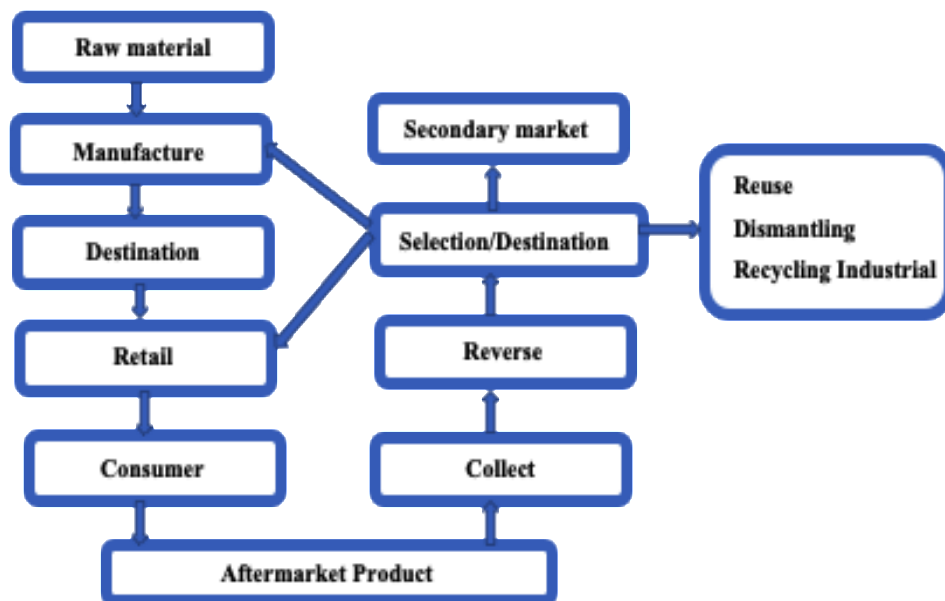 Raw material
Manufacture
Destination
Retail
Consumer
Aftermarket Product
Collect
Reverse
Selection/Destination
Secondary market
Reuse
Dismantling
Recycling Industrial